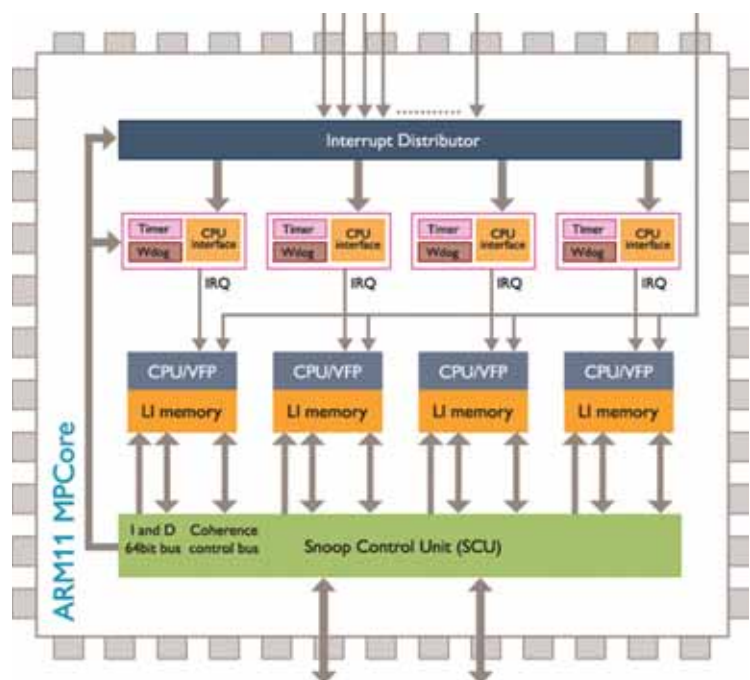 Interrupt Distributor
Timer
Wdog
CPU
interface
Timer
Wdog
CPU
interface
Timer
Wdog
CPU
interface
Timer
Wdog
CPU
interface
IRQ
IRQ
IRQ
IRQ
CPU/VFP
LI memory
CPU/VFP
LI memory
CPU/VFP
LI memory
CPU/VFP
LI memory
I and D
64bit bus
Coherence
control bus
Snoop Control Unit (SCU)
ARM11 MPCore